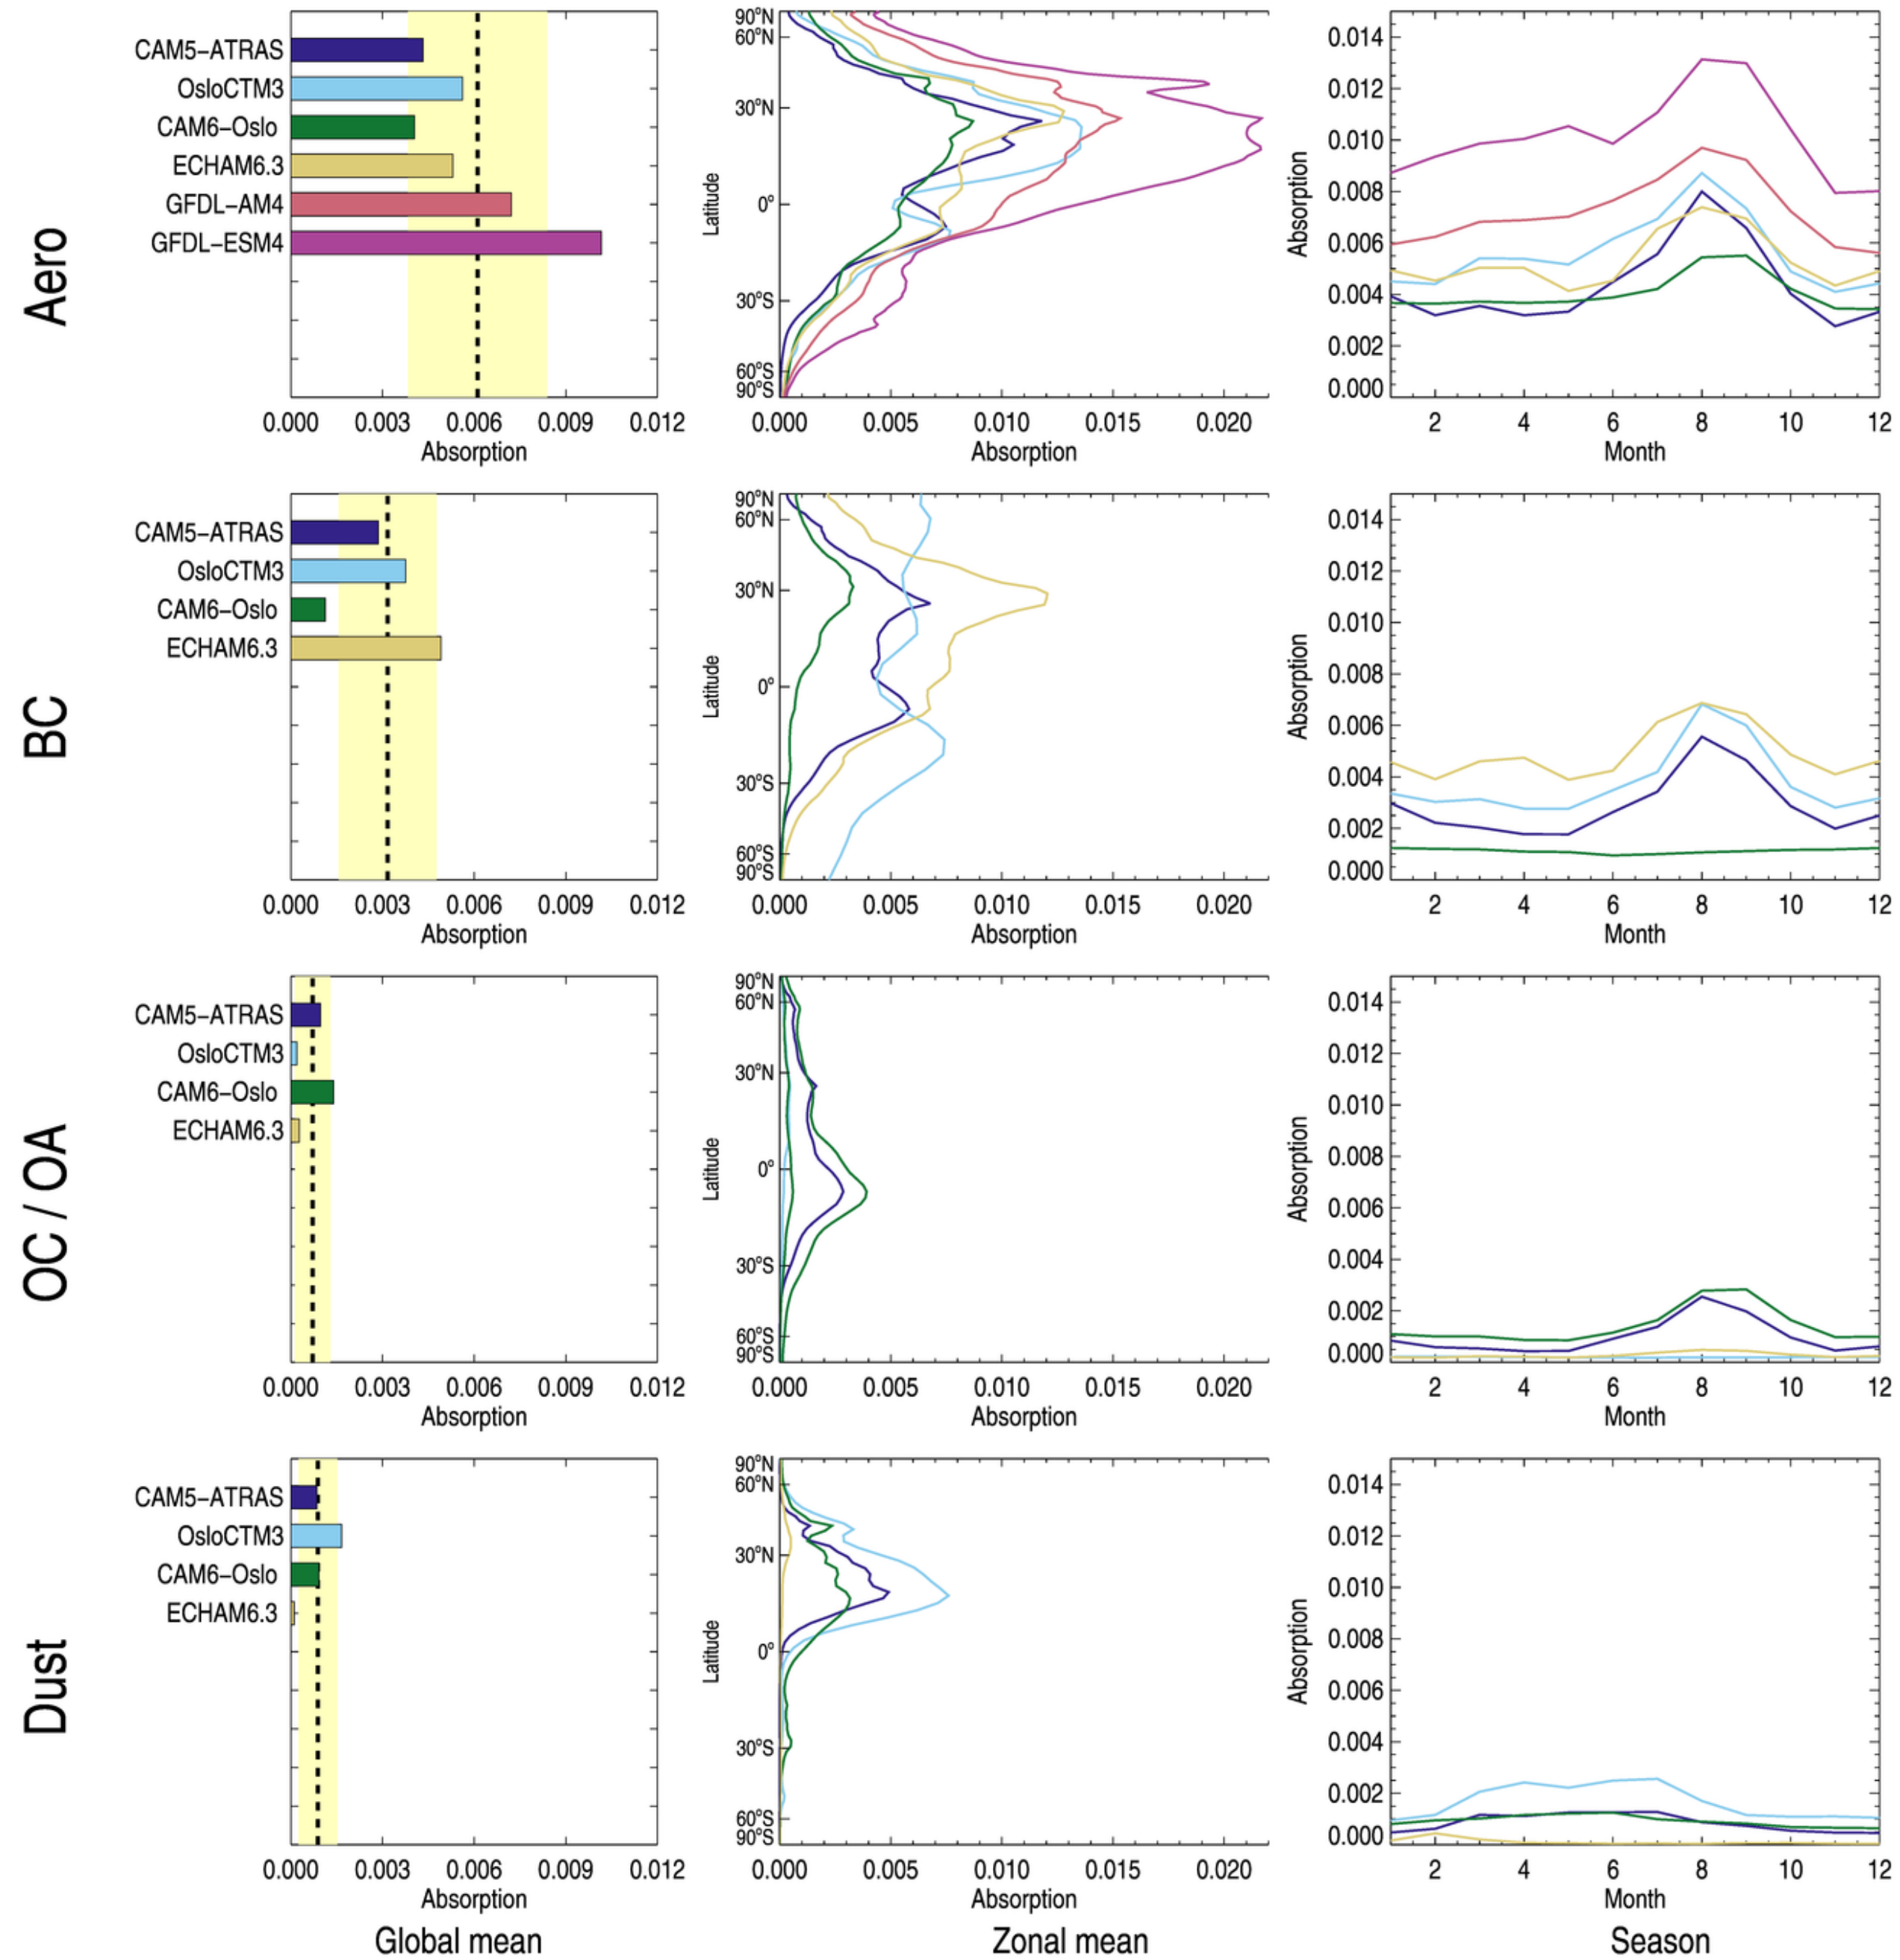 Aero
CAM5-ATRAS
OsloCTM3
CAM6-Oslo
ECHAM6.3
GFDL-AM4
GFDL-ESM4
0.000 0.003 0.006 0.009 0.012
Absorption
90°N
60°N
30°N
0°
30°S
60°S
90°S
Latitude
0.000 0.005 0.010 0.015 0.020
Absorption
0.014
0.012
0.010
0.008
0.006
0.004
0.002
0.000
Absorption
2 4 6 8 10 12
Month
BC
CAM5-ATRAS
OsloCTM3
CAM6-Oslo
ECHAM6.3
0.000 0.003 0.006 0.009 0.012
Absorption
90°N
60°N
30°N
0°
30°S
60°S
90°S
Latitude
0.000 0.005 0.010 0.015 0.020
Absorption
0.014
0.012
0.010
0.008
0.006
0.004
0.002
0.000
Absorption
2 4 6 8 10 12
Month
OC / OA
CAM5-ATRAS
OsloCTM3
CAM6-Oslo
ECHAM6.3
0.000 0.003 0.006 0.009 0.012
Absorption
90°N
60°N
30°N
0°
30°S
60°S
90°S
Latitude
0.000 0.005 0.010 0.015 0.020
Absorption
0.014
0.012
0.010
0.008
0.006
0.004
0.002
0.000
Absorption
2 4 6 8 10 12
Month
Dust
CAM5-ATRAS
OsloCTM3
CAM6-Oslo
ECHAM6.3
0.000 0.003 0.006 0.009 0.012
Absorption
90°N
60°N
30°N
0°
30°S
60°S
90°S
Latitude
0.000 0.005 0.010 0.015 0.020
Absorption
0.014
0.012
0.010
0.008
0.006
0.004
0.002
0.000
Absorption
2 4 6 8 10 12
Month
Global mean
Zonal mean
Season